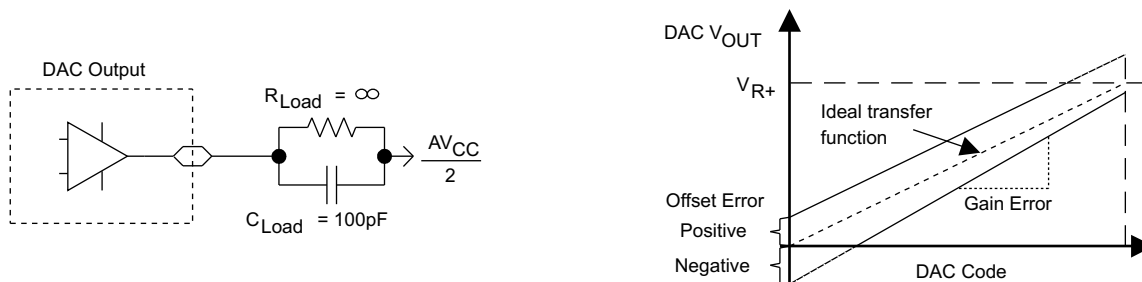 DAC Output
R Load = ∞
AV CC
2
C Load = 100pF
DAC V OUT
V R+
Ideal transfer
function
Offset Error
Positive
Gain Error
Negative
DAC Code